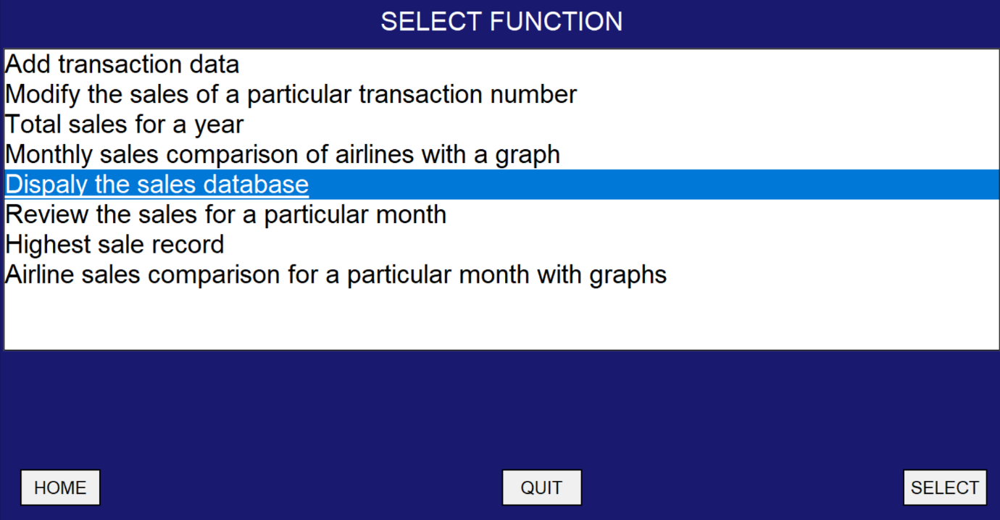 SELECT FUNCTION
Add transaction data
Modify the sales of a particular transaction number
Total sales for a year
Monthly sales comparison of airlines with a graph
Dispaly the sales database
Review the sales for a particular month
Highest sale record
Airline sales comparison for a particular month with graphs
HOME
QUIT
SELECT